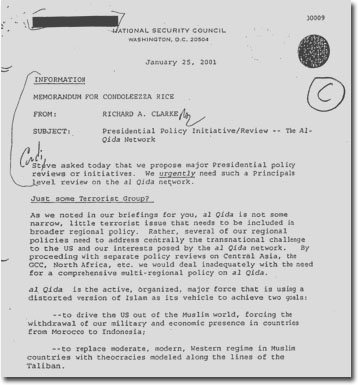 30009
NATIONAL SECURITY COUNCIL
WASHINGTON, D.C. 20504
January 25, 2001
C
INFORMATION
MEMORANDUM FOR CONDOLEEZZA RICE
FROM: RICHARD A. CLARKE
SUBJECT: Presidential Policy Initiative/Review -- The Al-
Qida Network
Condi,
Steve asked today that we propose major Presidential policy
reviews or initiatives. We urgently need such a Principals
level review on the al Qida network.
Just some Terrorist Group?
As we noted in our briefings for you, al Qida is not some
narrow, little terrorist issue that needs to be included in
broader regional policy. Rather, several of our regional
policies need to address centrally the transnational challenge
to the US and our interests posed by the al Qida network. By
proceeding with separate policy reviews on Central Asia, the
GCC, North Africa, etc. we would deal inadequately with the need
for a comprehensive multi-regional policy on al Qida.
al Qida is the active, organized, major force that is using a
distorted version of Islam as its vehicle to achieve two goals:
--to drive the US out of the Muslim world, forcing the
withdrawal of our military and economic presence in countries
from Morocco to Indonesia;
--to replace moderate, modern, Western regime in Muslim
countries with theocracies modeled along the lines of the
Taliban.